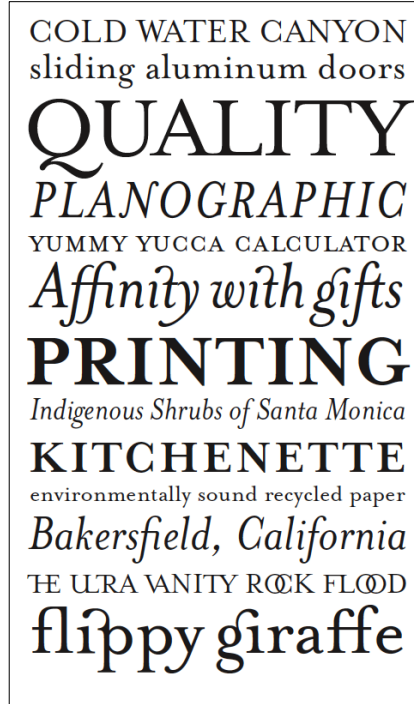 COLD WATER CANYON
sliding aluminum doors
QUALITY
PLANOGRAPHIC
YUMMY YUCCA CALCULATOR
Affinity with gifts
PRINTING
Indigenous Shrubs of Santa Monica
KITCHENETTE
environmentally sound recycled paper
Bakersfield, California
THE ULTRA VANITY ROCK FLOOD
flippy giraffe